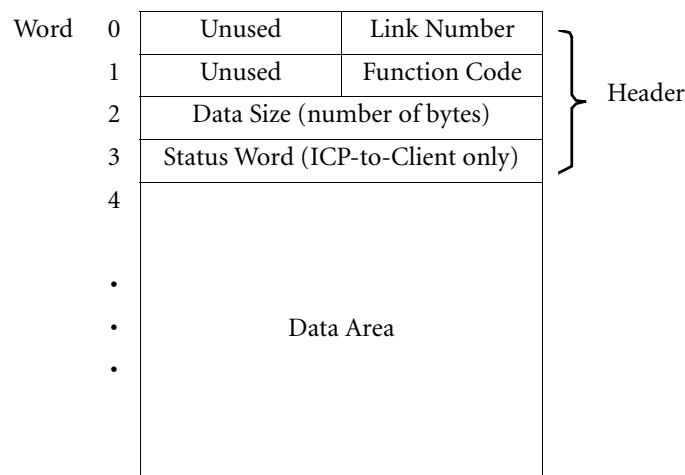 Word 0 Unused Link Number
1 Unused Function Code
Header
2 Data Size (number of bytes)
3 Status Word (ICP-to-Client only)
4
.
.
Data Area
.